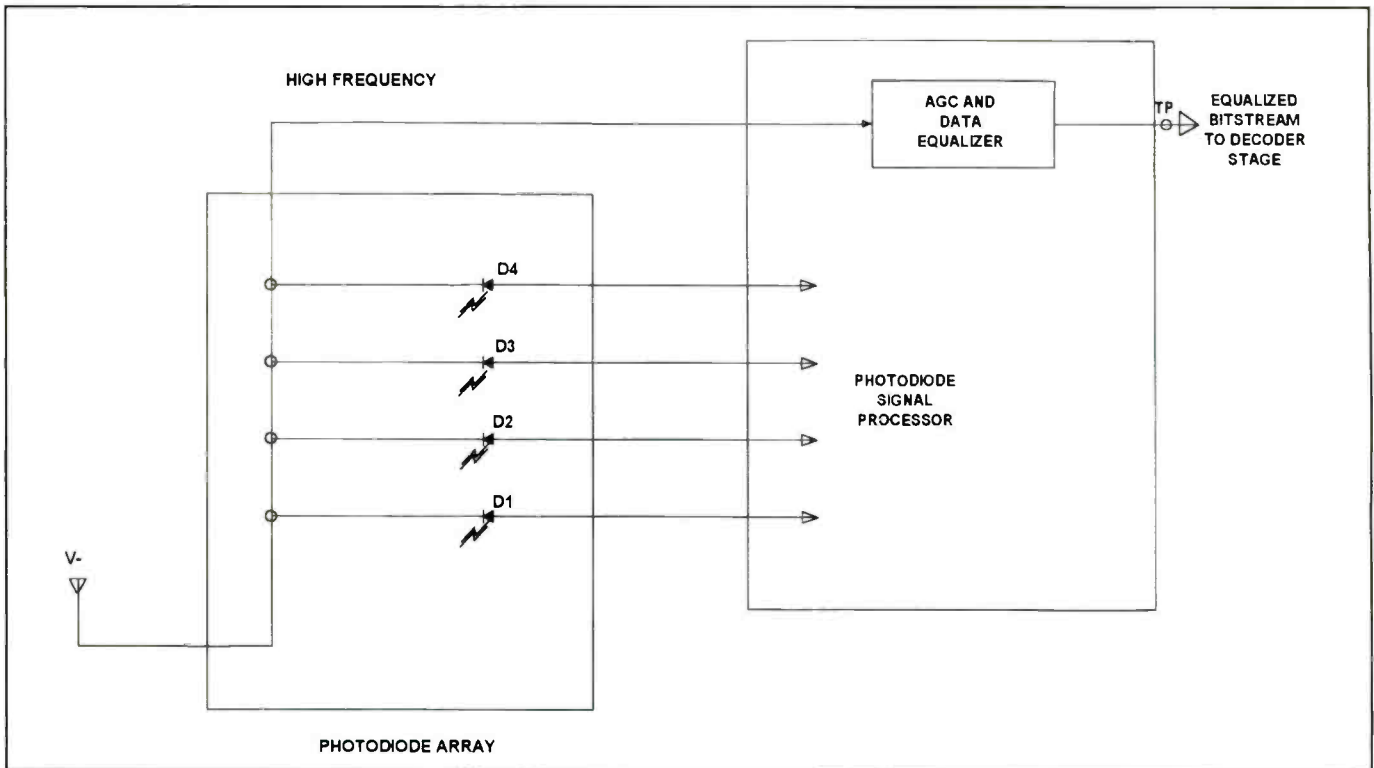 HIGH FREQUENCY
AGC AND
DATA
EQUALIZER
TP
EQUALIZED
BITSTREAM
TO DECODER
STAGE
D4
D3
D2
D1
PHOTODIODE
SIGNAL
PROCESSOR
V-
PHOTODIODE ARRAY